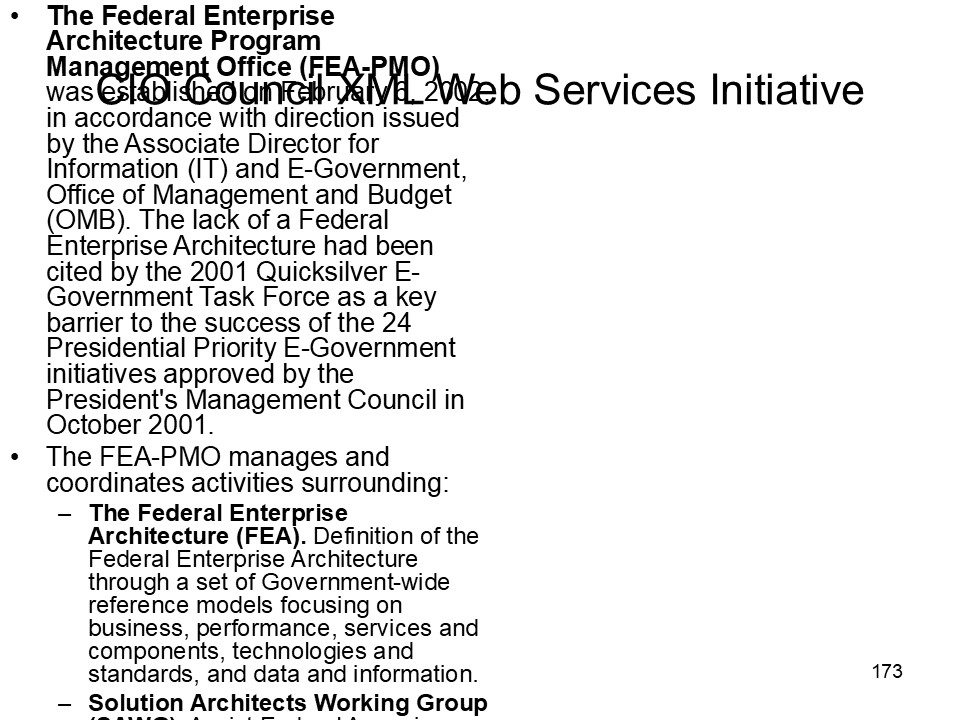 CIO Council XML Web Services Initiative
• The Federal Enterprise
Architecture Program
Management Office (FEA-PMO)
was established on February 6, 2002,
in accordance with direction issued
by the Associate Director for
Information (IT) and E-Government,
Office of Management and Budget
(OMB). The lack of a Federal
Enterprise Architecture had been
cited by the 2001 Quicksilver E-
Government Task Force as a key
barrier to the success of the 24
Presidential Priority E-Government
initiatives approved by the
President's Management Council in
October 2001.
• The FEA-PMO manages and
coordinates activities surrounding:
– The Federal Enterprise
Architecture (FEA). Definition of the
Federal Enterprise Architecture
through a set of Government-wide
reference models focusing on
business, performance, services and
components, technologies and
standards, and data and information.
– Solution Architects Working Group
(SAWG). Assist Federal Agencies
173